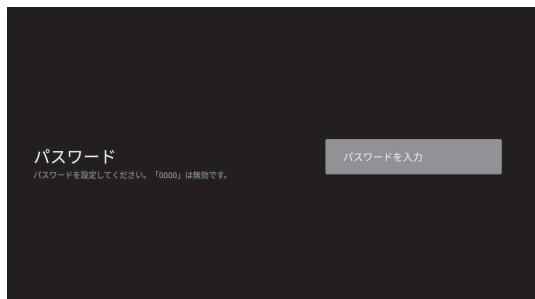 パスワード
パスワードを設定してください。「0000」は無効です。
パスワードを入力